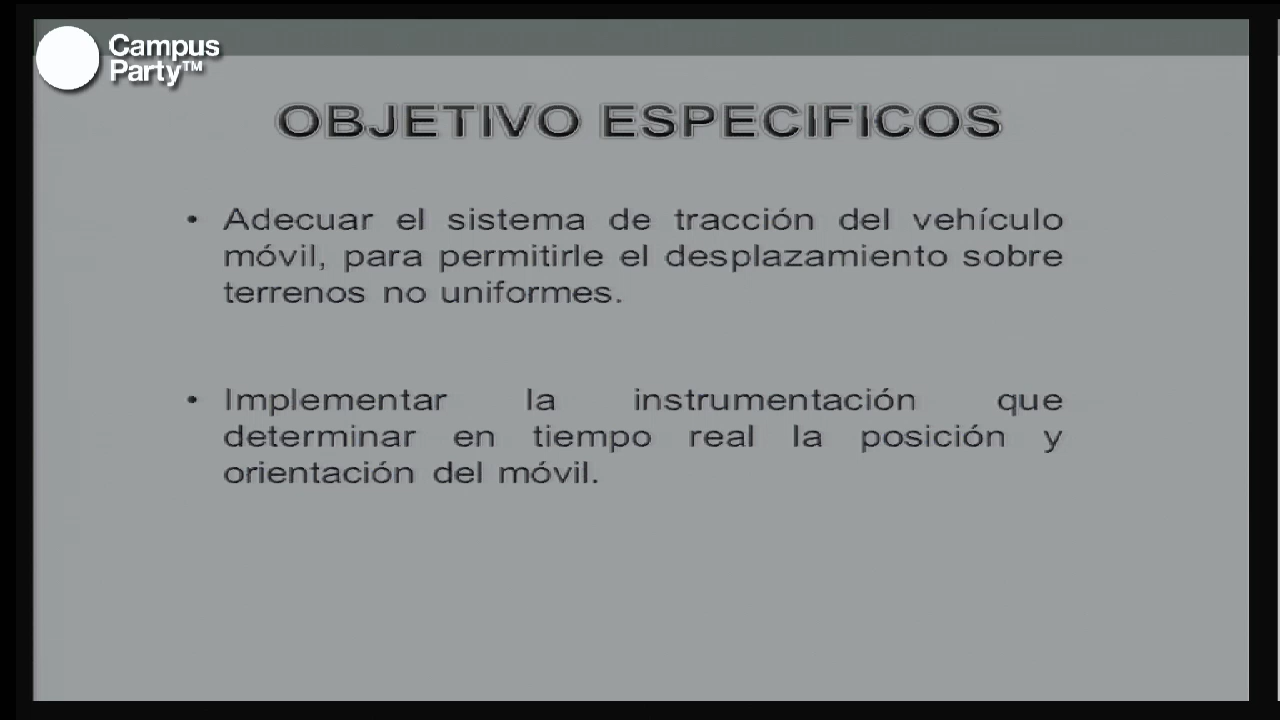 Campus
Party™
OBJETIVO ESPECIFICOS
• Adecuar el sistema de tracción del vehículo
móvil, para permitirle el desplazamiento sobre
terrenos no uniformes.
• Implementar la instrumentación que
determinar en tiempo real la posición y
orientación del móvil.